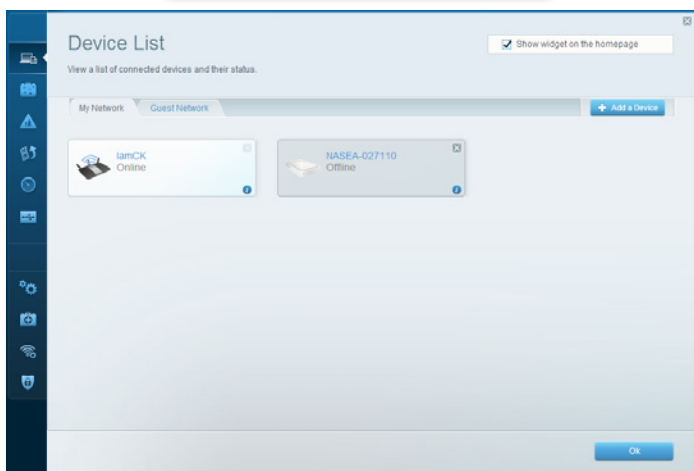 Device List
Show widget on the homepage
View a list of connected devices and their status.
My Network
Guest Network
Add a Device
IamCK
Online
NASEA-027110
Offline
Ok